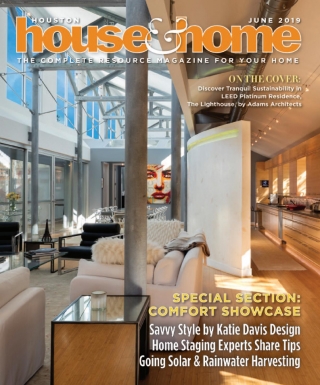 HOUSTON
JUNE 2019
house&home
THE COMPLETE RESOURCE MAGAZINE FOR YOUR HOME
ON THE COVER:
Discover Tranquil Sustainability in
LEED Platinum Residence,
The Lighthouse, by Adams Architects
SPECIAL SECTION:
COMFORT SHOWCASE
Savvy Style by Katie Davis Design
Home Staging Experts Share Tips
Going Solar & Rainwater Harvesting